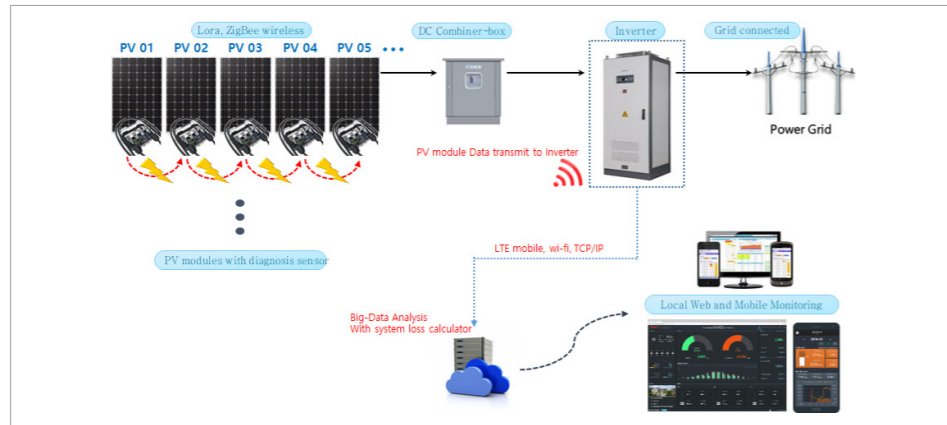 Lora, ZigBee wireless
DC Combiner-box
Inverter
Grid connected
PV 01
PV 02
PV 03
PV 04
PV 05
Power Grid
PV module Data transmit to Inverter
LTE mobile, wi-fi, TCP/IP
PV modules with diagnosis sensor
Local Web and Mobile Monitoring
Big-Data Analysis
With system loss calculator